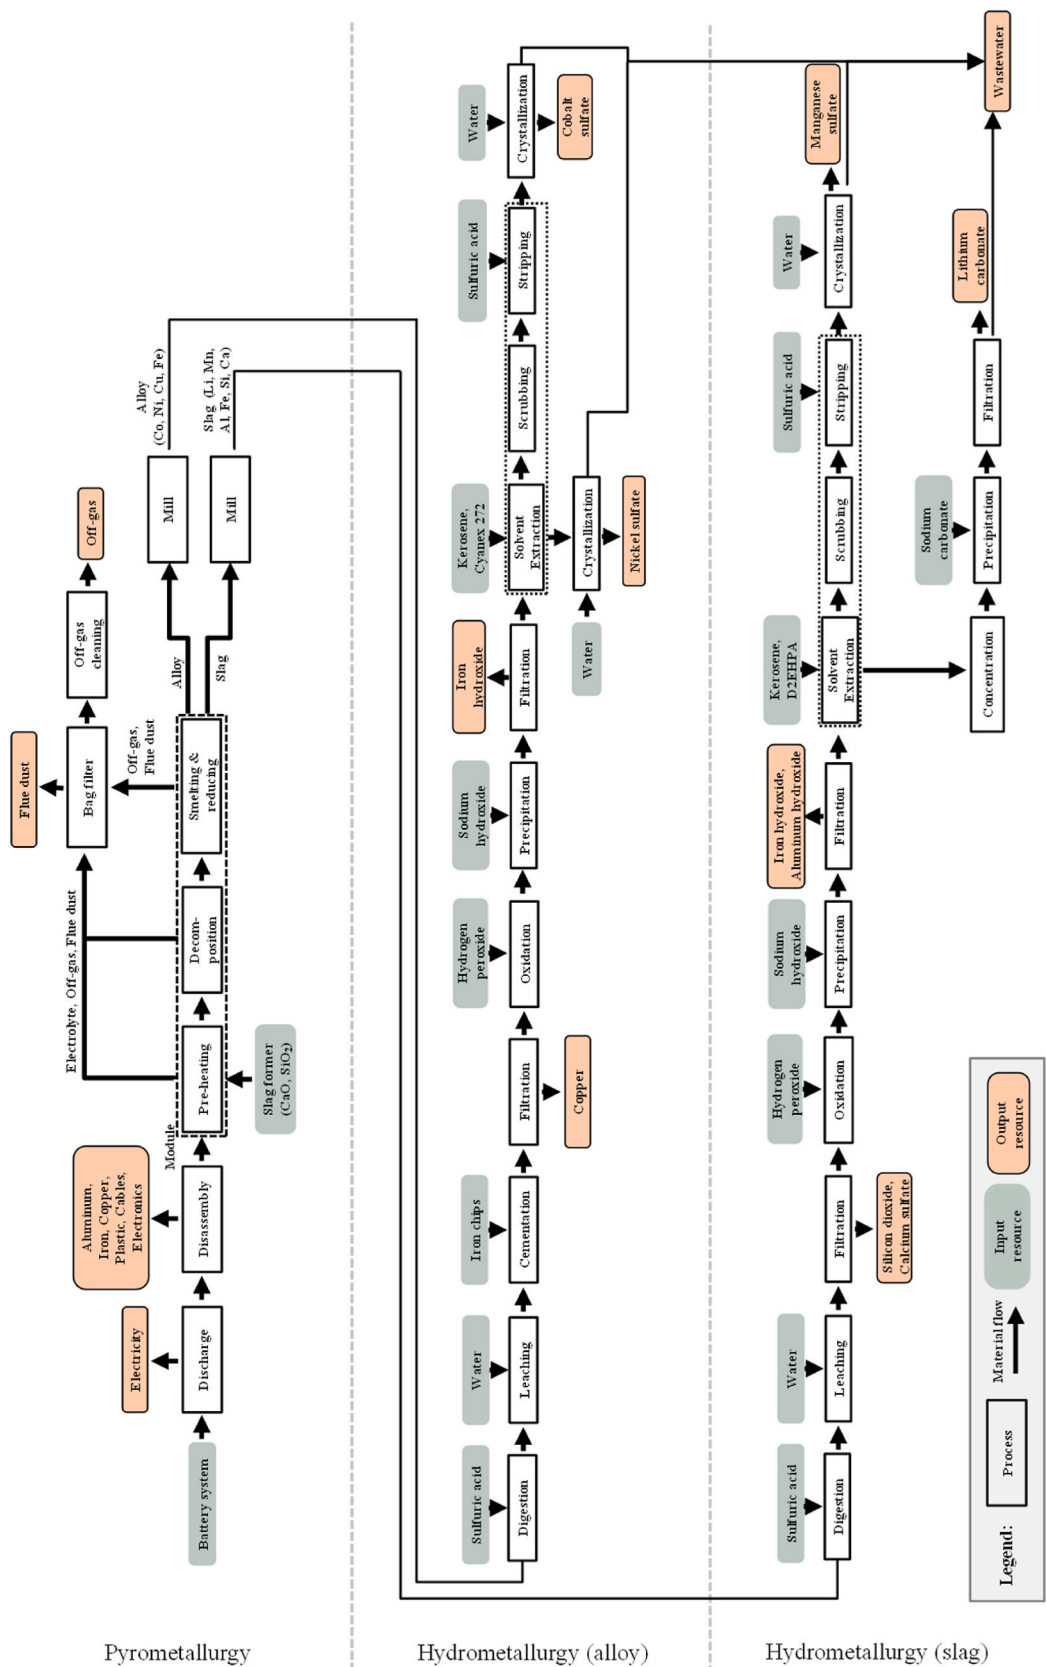 Pyrometallurgy
Battery system
Discharge
Electricity
Disassembly
Aluminum,
Iron, Copper,
Plastic, Cables,
Electronics
Module
Pre-heating
Slag former
(CaO, SiO₂)
Decom-
position
Smelting &
reducing
Electrolyte, Off-gas, Flue dust
Off-gas,
Flue dust
Bag filter
Flue dust
Off-gas
cleaning
Off-gas
Alloy
Slag
Mill
Mill
Alloy
(Co, Ni, Cu, Fe)
Slag (Li, Mn,
Al, Fe, Si, Ca)
Hydrometallurgy (alloy)
Sulfuric acid
Digestion
Water
Leaching
Iron chips
Cementation
Filtration
Copper
Hydrogen
peroxide
Oxidation
Sodium
hydroxide
Precipitation
Iron
hydroxide
Filtration
Kerosene,
Cyanex 272
Solvent
Extraction
Scrubbing
Sulfuric acid
Stripping
Water
Crystallization
Cobalt
sulfate
Water
Crystallization
Nickel sulfate
Hydrometallurgy (slag)
Sulfuric acid
Digestion
Water
Leaching
Filtration
Silicon dioxide,
Calcium sulfate
Hydrogen
peroxide
Oxidation
Sodium
hydroxide
Precipitation
Iron hydroxide,
Aluminum hydroxide
Filtration
Kerosene,
D2EHPA
Solvent
Extraction
Scrubbing
Sulfuric acid
Stripping
Water
Crystallization
Manganese
sulfate
Concentration
Sodium
carbonate
Precipitation
Filtration
Lithium
carbonate
Wastewater
Legend:
Process
Material flow
Input
resource
Output
resource